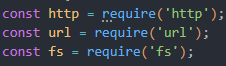 const http = require('http');
const url = require('url');
const fs = require('fs');